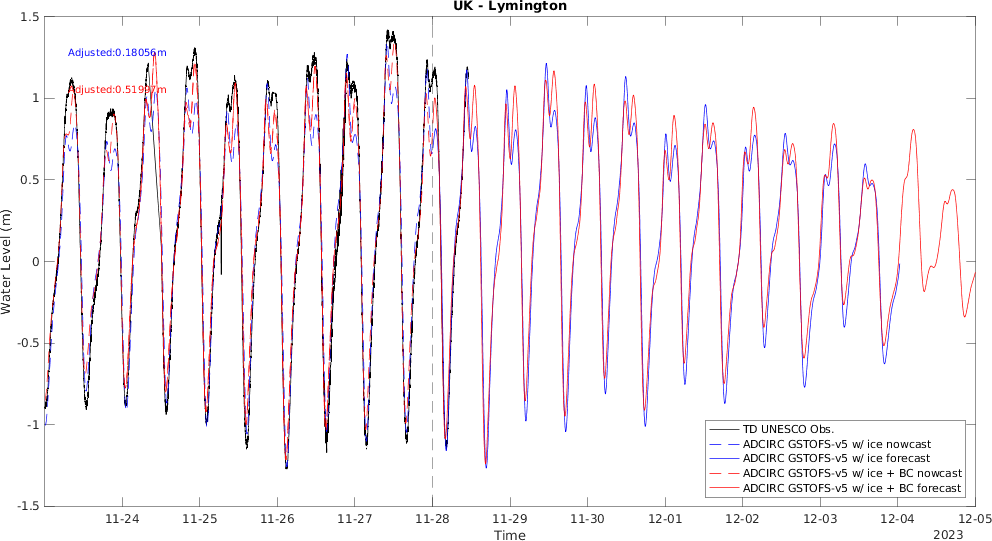 UK - Lymington
1.5
1
0.5
0
-0.5
-1
-1.5
Water Level (m)
Adjusted:0.18056m
Adjusted:0.51997m
TD UNESCO Obs.
ADCIRC GSTOFS-v5 w/ ice nowcast
ADCIRC GSTOFS-v5 w/ ice forecast
ADCIRC GSTOFS-v5 w/ ice + BC nowcast
ADCIRC GSTOFS-v5 w/ ice + BC forecast
11-24 11-25 11-26 11-27 11-28 11-29 11-30 12-01 12-02 12-03 12-04 12-05
Time
2023